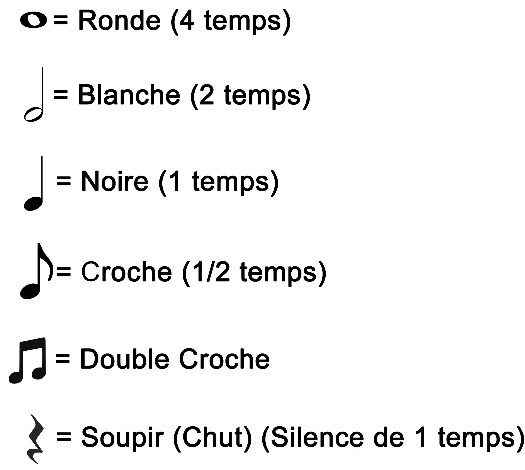 = Ronde (4 temps)
= Blanche (2 temps)
= Noire (1 temps)
= Croche (1/2 temps)
= Double Croche
= Soupir (Chut) (Silence de 1 temps)